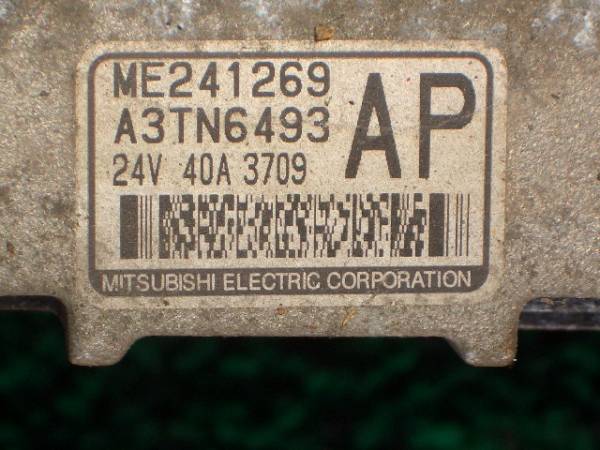 ME241269
A3TN6493
AP
24V 40A 3709
MITSUBISHI ELECTRIC CORPORATION